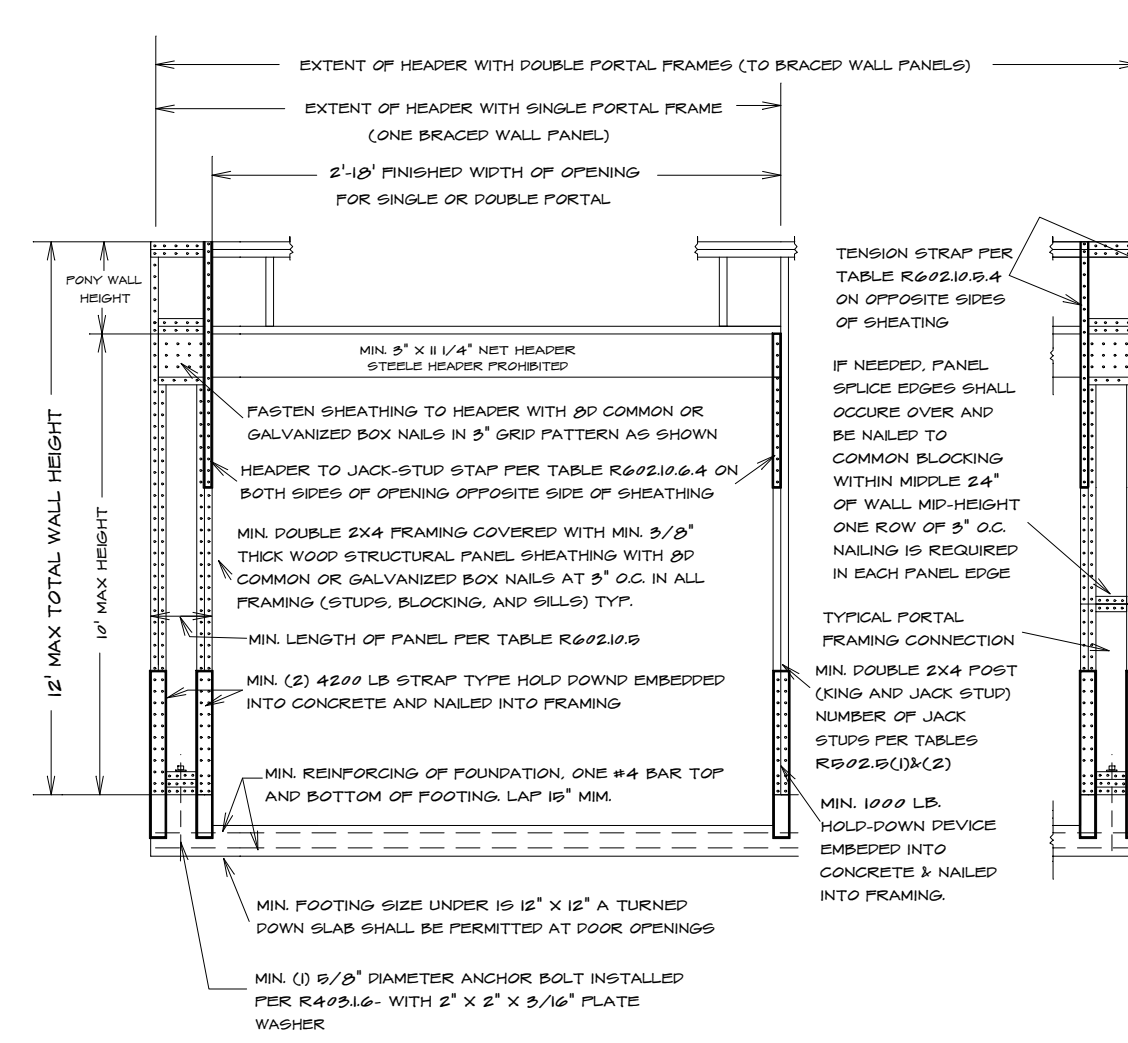 EXTENT OF HEADER WITH DOUBLE PORTAL FRAMES (TO BRACED WALL PANELS)
EXTENT OF HEADER WITH SINGLE PORTAL FRAME
(ONE BRACED WALL PANEL)
2'-18' FINISHED WIDTH OF OPENING
FOR SINGLE OR DOUBLE PORTAL
PONY WALL
HEIGHT
12' MAX TOTAL WALL HEIGHT
10' MAX HEIGHT
MIN. 3" X 11 1/4" NET HEADER
STEELE HEADER PROHIBITED
FASTEN SHEATHING TO HEADER WITH 8D COMMON OR
GALVANIZED BOX NAILS IN 3" GRID PATTERN AS SHOWN
HEADER TO JACK-STUD STAP PER TABLE R602.10.6.4 ON
BOTH SIDES OF OPENING OPPOSITE SIDE OF SHEATHING
MIN. DOUBLE 2X4 FRAMING COVERED WITH MIN. 3/8"
THICK WOOD STRUCTURAL PANEL SHEATHING WITH 8D
COMMON OR GALVANIZED BOX NAILS AT 3" O.C. IN ALL
FRAMING (STUDS, BLOCKING, AND SILLS) TYP.
MIN. LENGTH OF PANEL PER TABLE R602.10.5
MIN. (2) 4200 LB STRAP TYPE HOLD DOWND EMBEDDED
INTO CONCRETE AND NAILED INTO FRAMING
MIN. REINFORCING OF FOUNDATION, ONE #4 BAR TOP
AND BOTTOM OF FOOTING. LAP 15" MIM.
MIN. FOOTING SIZE UNDER IS 12" X 12" A TURNED
DOWN SLAB SHALL BE PERMITTED AT DOOR OPENINGS
MIN. (1) 5/8" DIAMETER ANCHOR BOLT INSTALLED
PER R403.1.6- WITH 2" X 2" X 3/16" PLATE
WASHER
TENSION STRAP PER
TABLE R602.10.5.4
ON OPPOSITE SIDES
OF SHEATING
IF NEEDED, PANEL
SPLICE EDGES SHALL
OCCURE OVER AND
BE NAILED TO
COMMON BLOCKING
WITHIN MIDDLE 24"
OF WALL MID-HEIGHT
ONE ROW OF 3" O.C.
NAILING IS REQUIRED
IN EACH PANEL EDGE
TYPICAL PORTAL
FRAMING CONNECTION
MIN. DOUBLE 2X4 POST
(KING AND JACK STUD)
NUMBER OF JACK
STUDS PER TABLES
R502.5(1)&(2)
MIN. 1000 LB.
HOLD-DOWN DEVICE
EMBEDED INTO
CONCRETE & NAILED
INTO FRAMING.